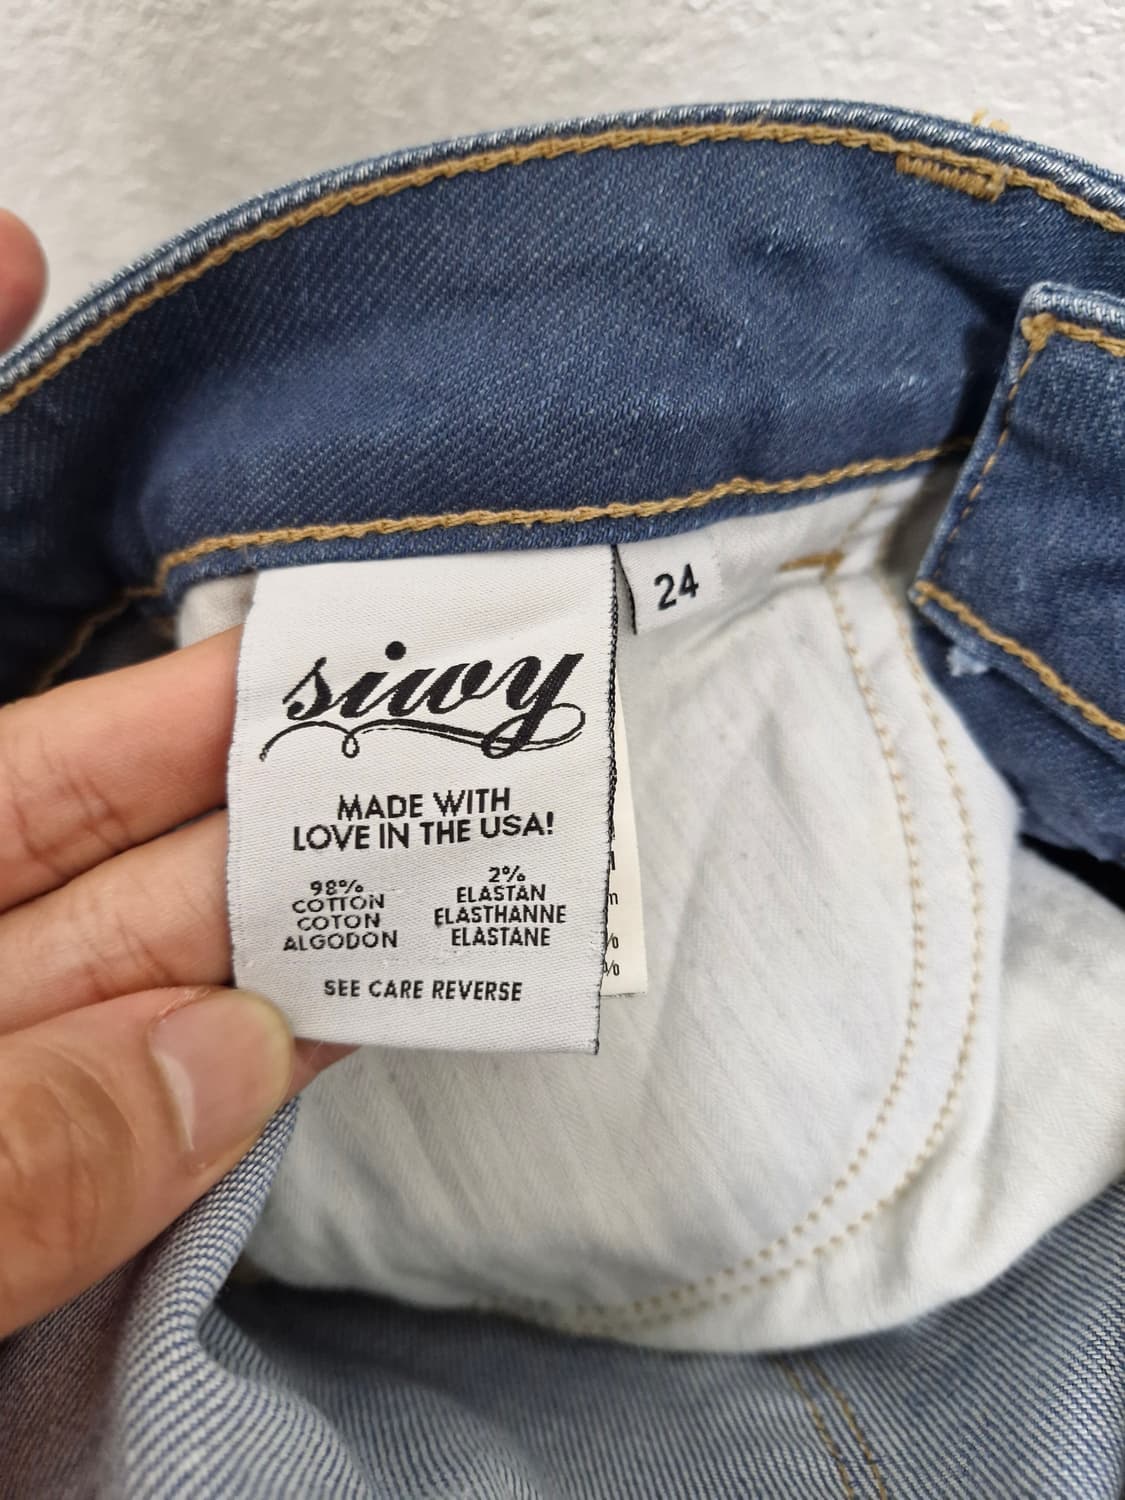 siwy
24
MADE WITH
LOVE IN THE USA!
98%
COTTON
COTON
ALGODON
2%
ELASTAN
ELASTHANNE
ELASTANE
SEE CARE REVERSE